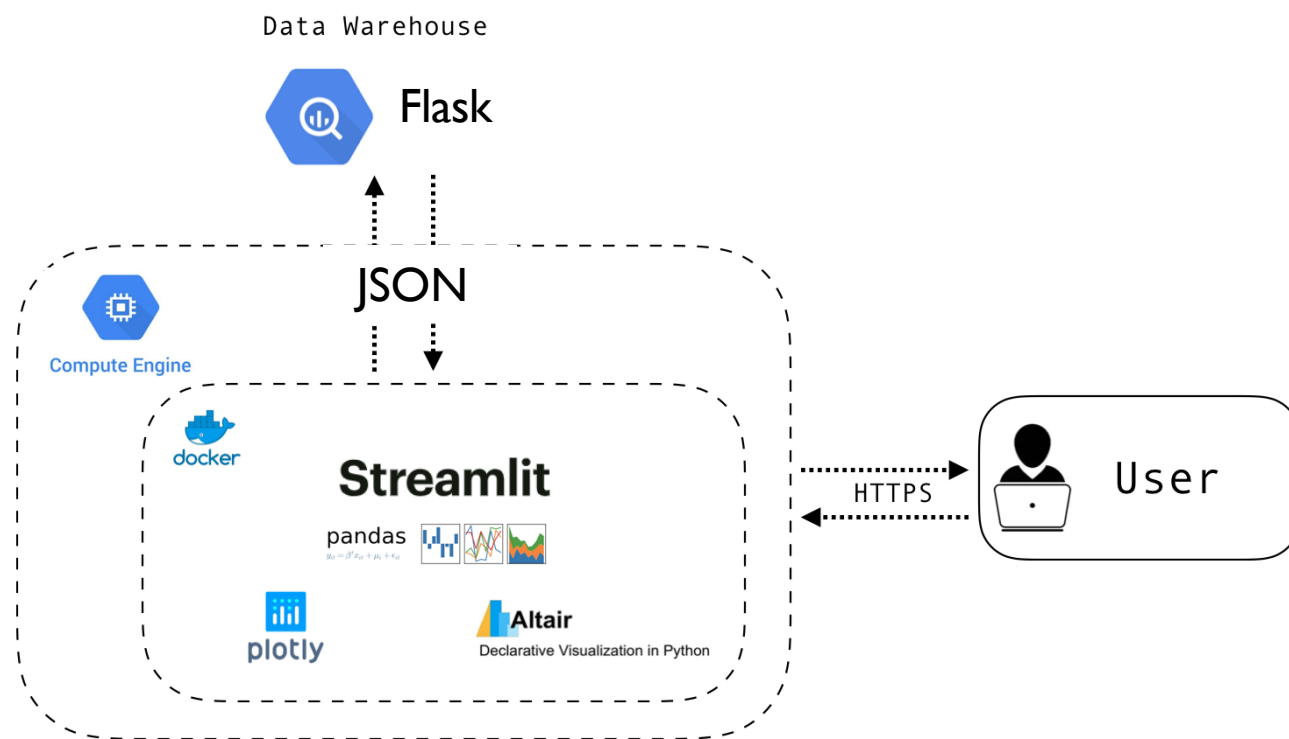 Data Warehouse
Flask
JSON
Compute Engine
docker
Streamlit
pandas
plotly
Altair
Declarative Visualization in Python
HTTPS
User